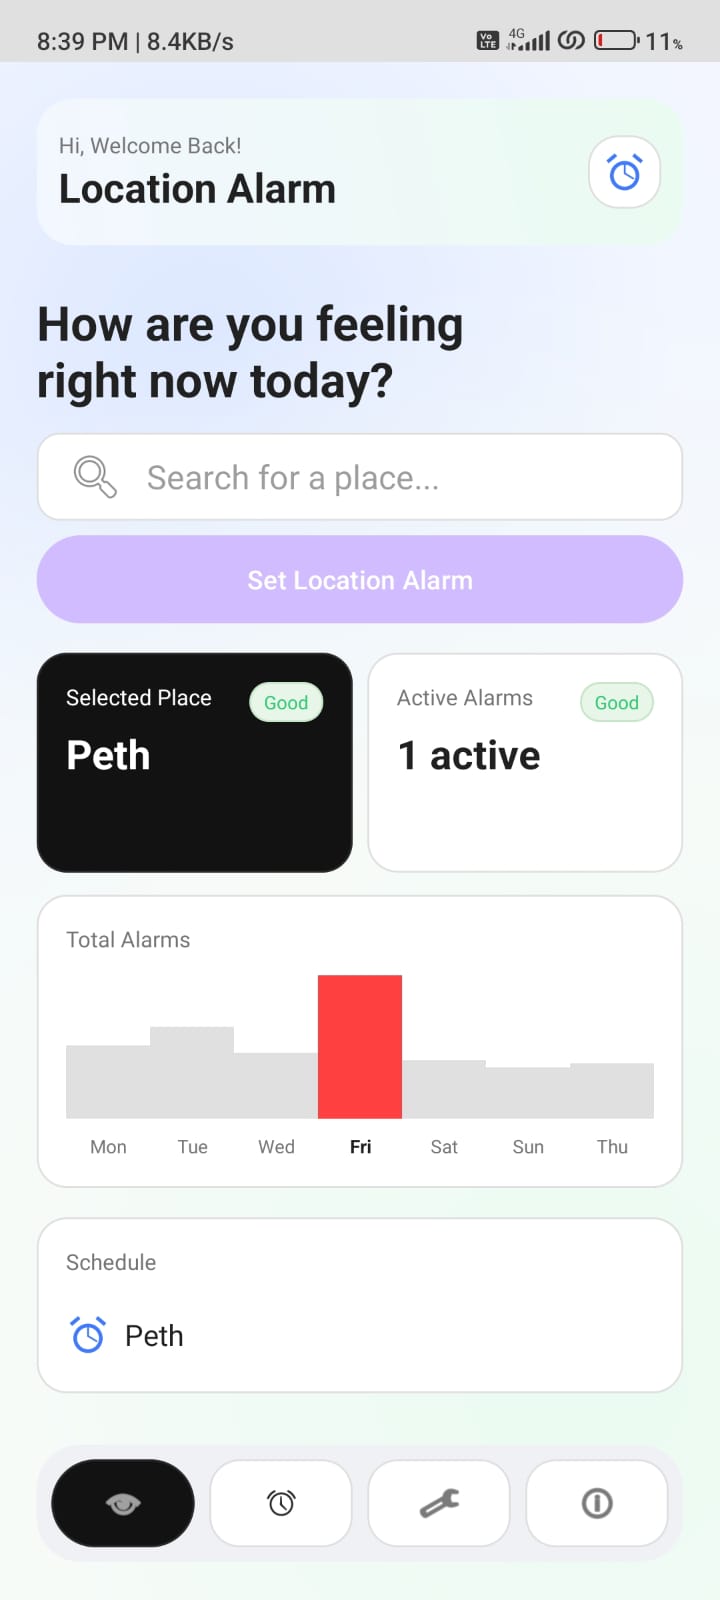 8:39 PM | 8.4KB/s
Vo LTE 4G 11%
Hi, Welcome Back!
Location Alarm
How are you feeling
right now today?
Search for a place...
Set Location Alarm
Selected Place Good
Peth
Active Alarms Good
1 active
Total Alarms
Mon Tue Wed Fri Sat Sun Thu
Schedule
Peth